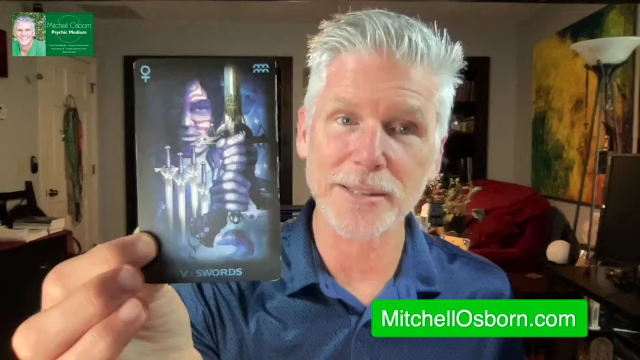 Mitchell Osborn
Psychic Medium
V · SWORDS
MitchellOsborn.com